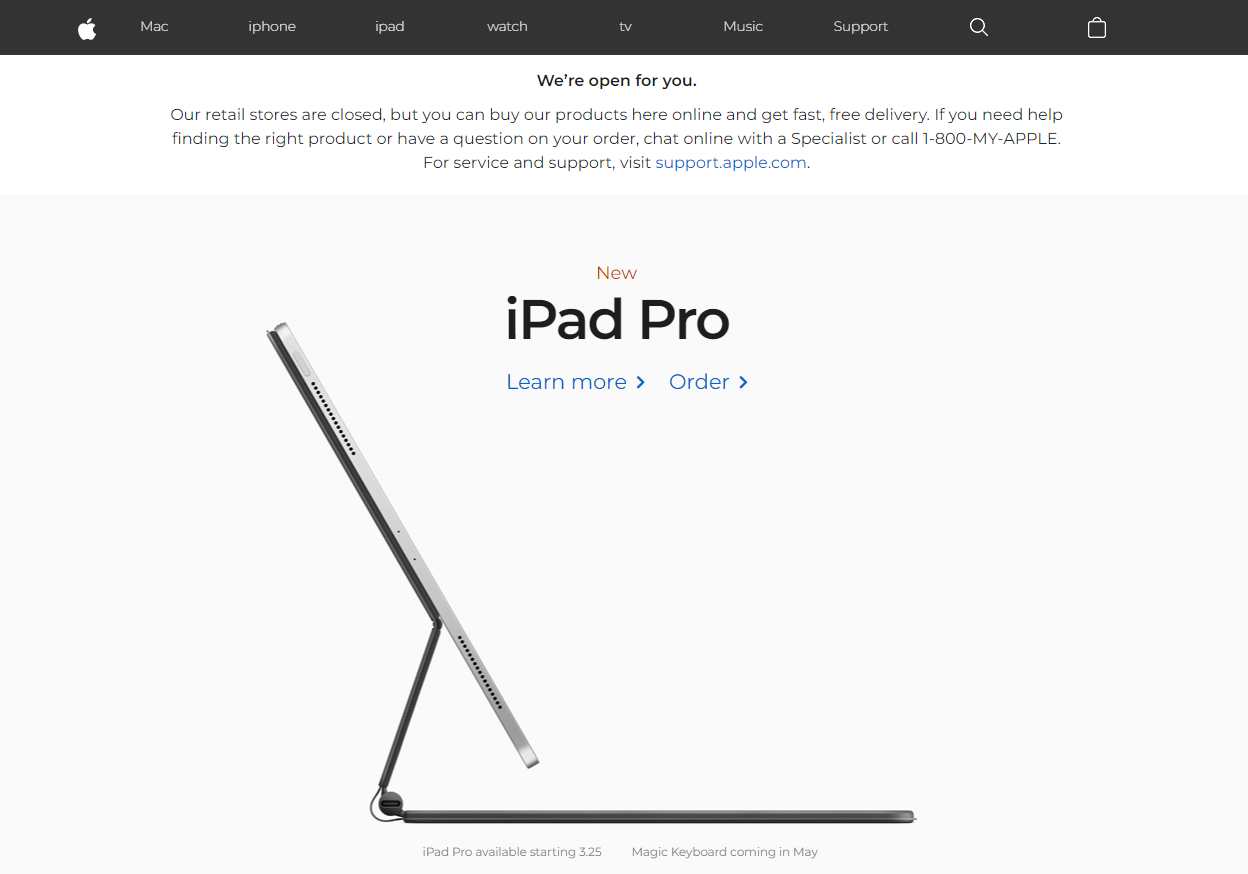 Mac iphone ipad watch tv Music Support
We’re open for you.
Our retail stores are closed, but you can buy our products here online and get fast, free delivery. If you need help
finding the right product or have a question on your order, chat online with a Specialist or call 1-800-MY-APPLE.
For service and support, visit support.apple.com.
New
iPad Pro
Learn more Order
iPad Pro available starting 3.25 Magic Keyboard coming in May